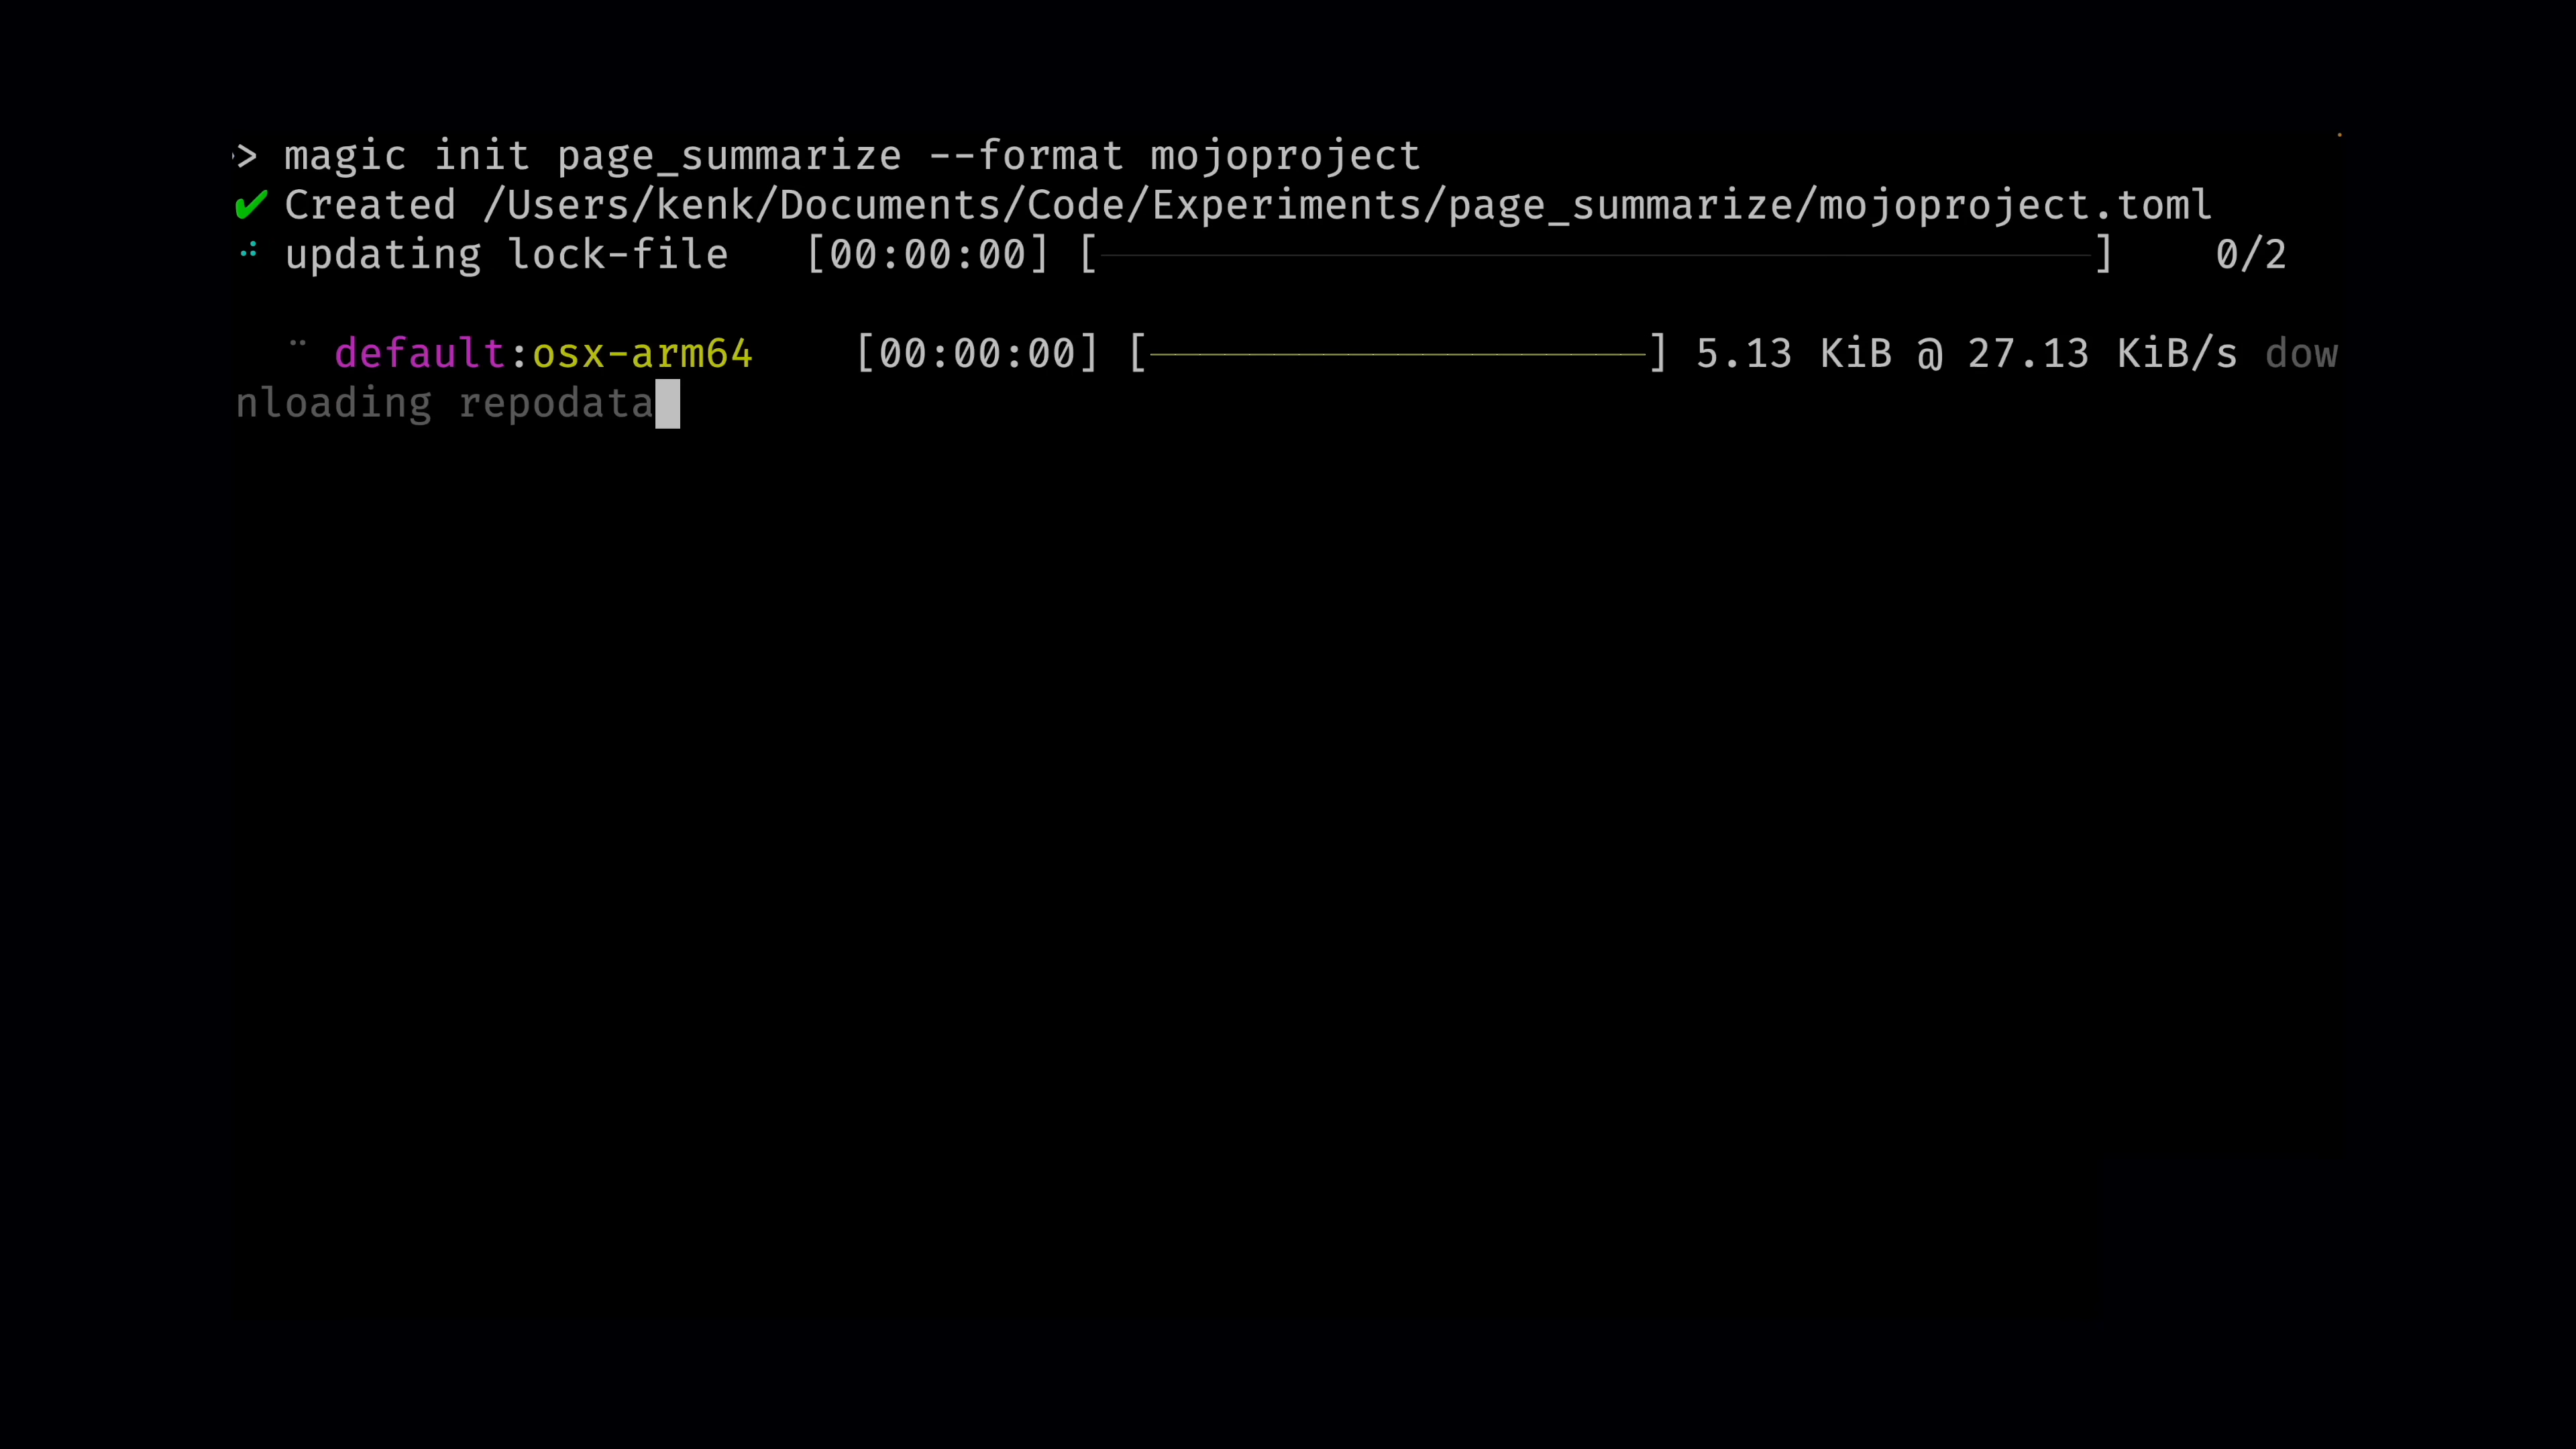 > magic init page_summarize --format mojoproject
✔ Created /Users/kenk/Documents/Code/Experiments/page_summarize/mojoproject.toml
updating lock-file [00:00:00] [────────────────────] 0/2
default:osx-arm64 [00:00:00] [────────────────────] 5.13 KiB @ 27.13 KiB/s dow
nloading repodata